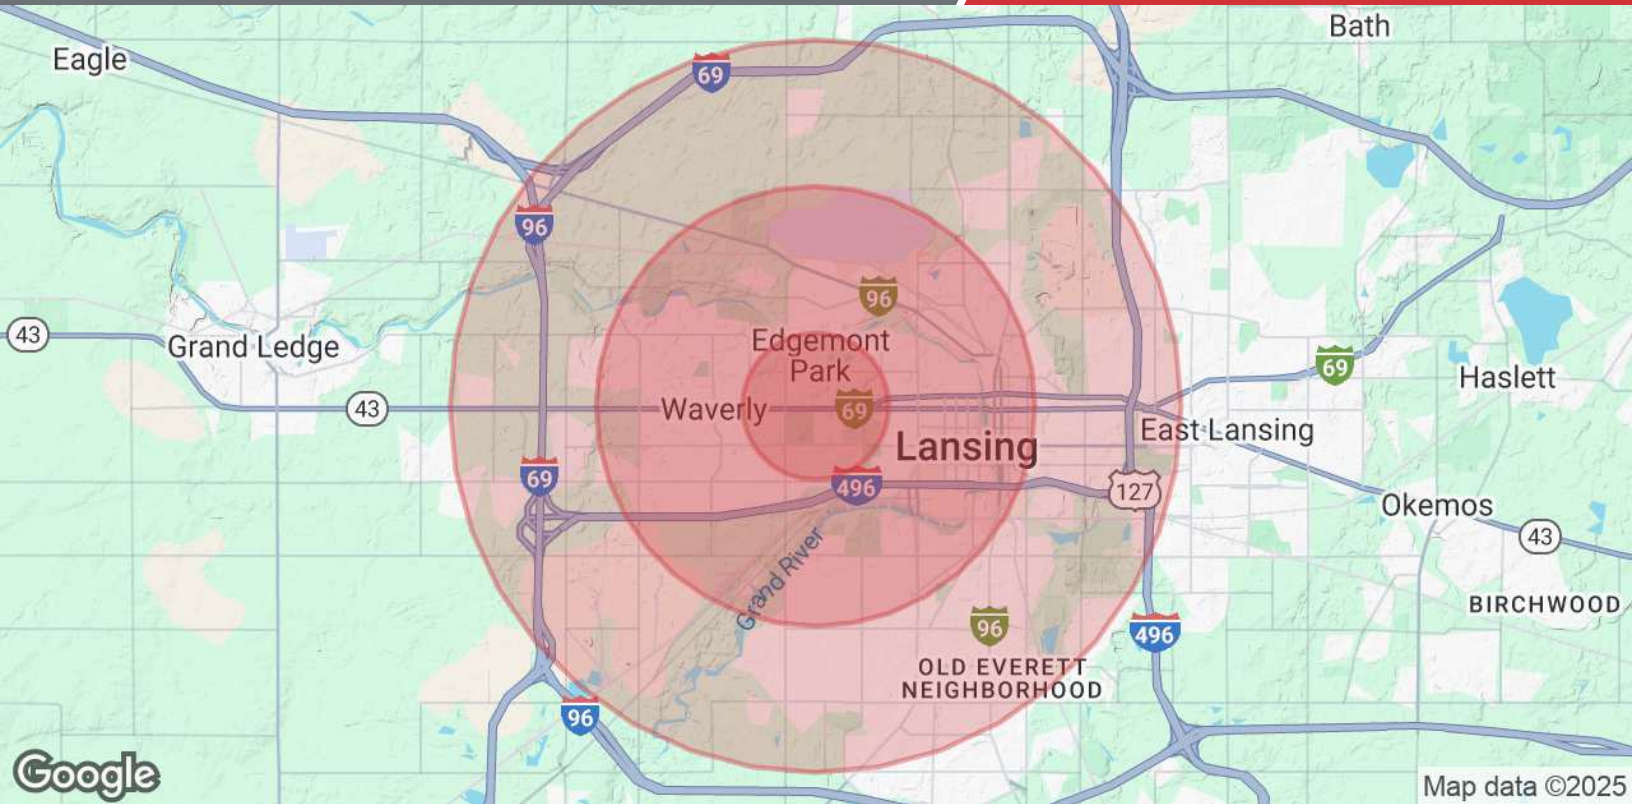 Bath
Eagle
69
96
96
Edgemont
Park
43
Grand Ledge
69
Haslett
43
Waverly
69
East Lansing
Lansing
69
496
127
Okemos
43
Grand River
BIRCHWOOD
96
496
OLD EVERETT
NEIGHBORHOOD
96
Google
Map data ©2025